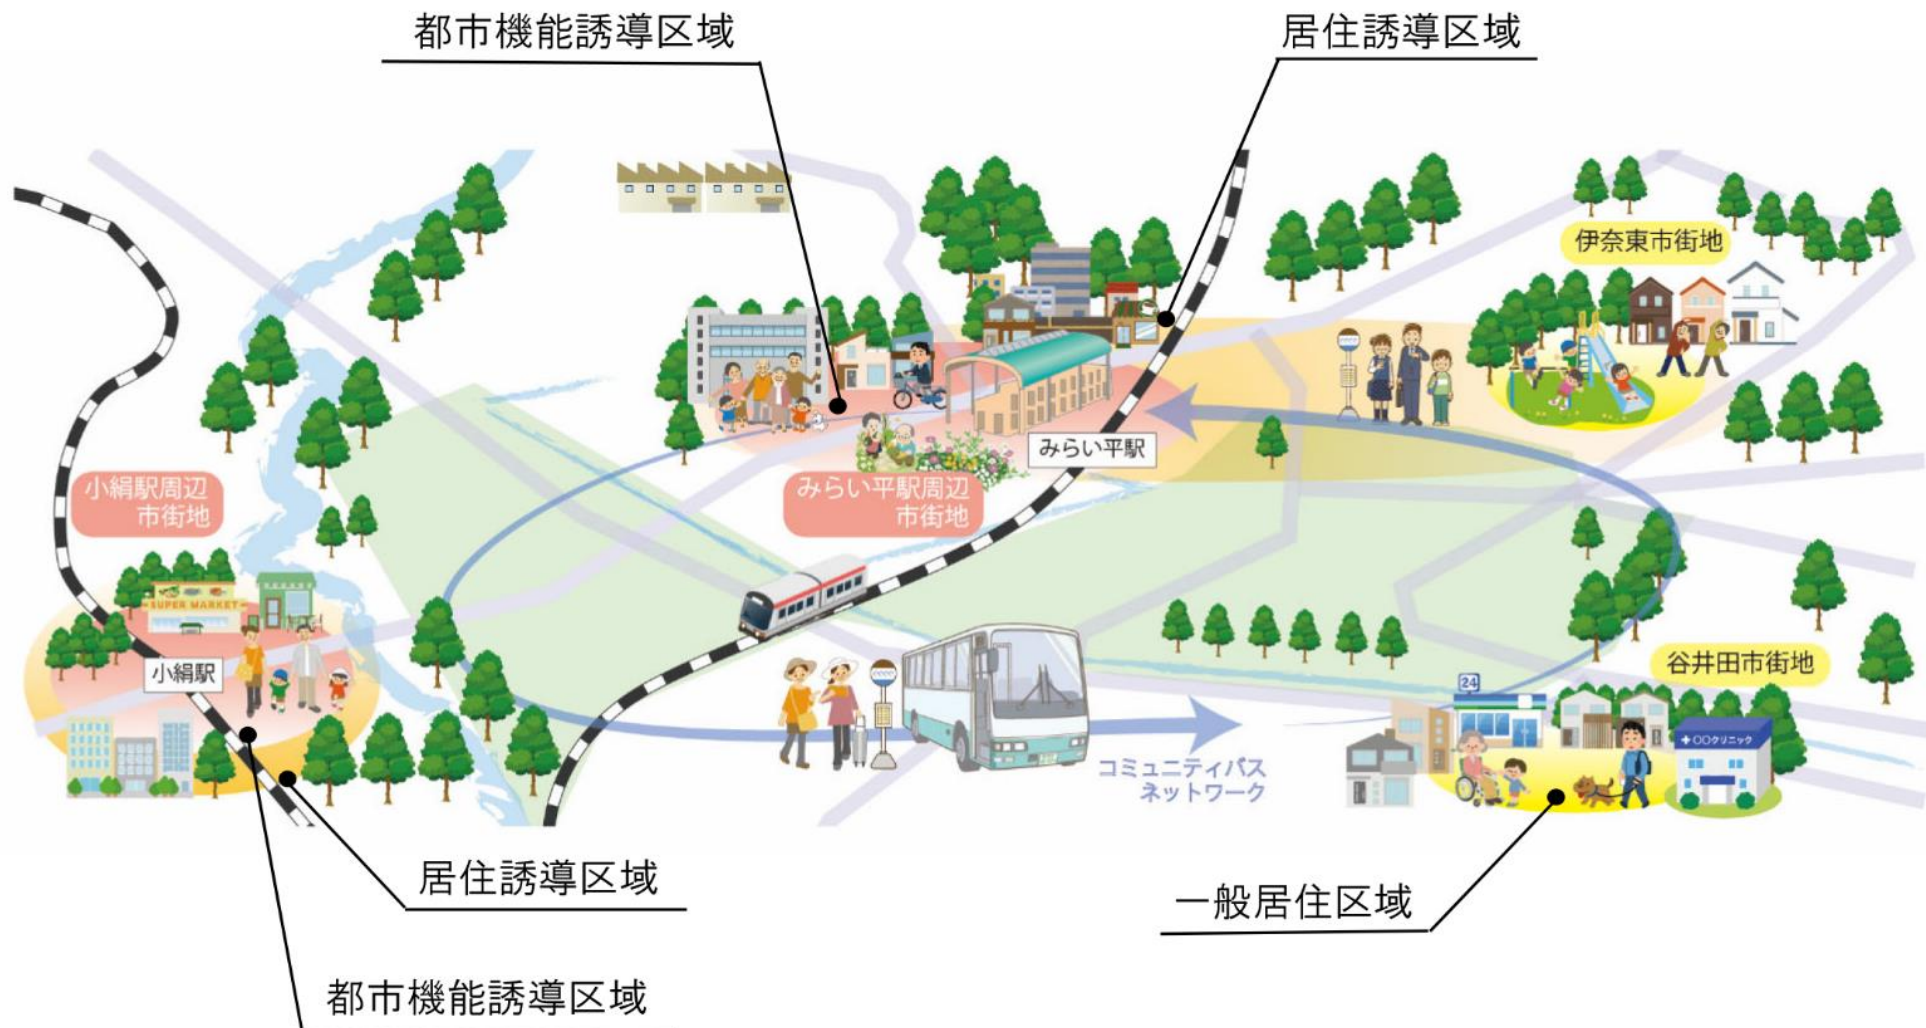 都市機能誘導区域
居住誘導区域
伊奈東市街地
みらい平駅
小絹駅周辺
市街地
みらい平駅周辺
市街地
SUPER MARKET
小絹駅
谷井田市街地
24
+〇〇クリニック
コミュニティバス
ネットワーク
居住誘導区域
一般居住区域
都市機能誘導区域